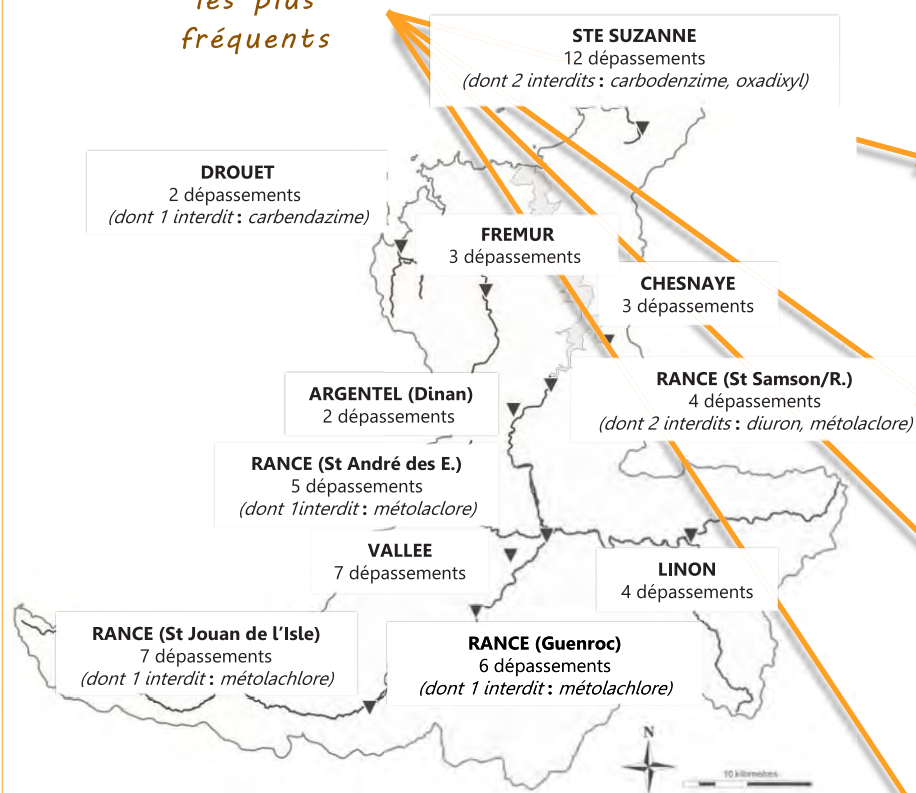 les plus
fréquents
STE SUZANNE
12 dépassements
(dont 2 interdits : carbodenzime, oxadixyl)
DROUET
2 dépassements
(dont 1 interdit : carbendazime)
FREMUR
3 dépassements
CHESNAYE
3 dépassements
RANCE (St Samson/R.)
4 dépassements
(dont 2 interdits : diuron, métolaclore)
ARGENTEL (Dinan)
2 dépassements
RANCE (St André des E.)
5 dépassements
(dont 1interdit : métolaclore)
VALLEE
7 dépassements
LINON
4 dépassements
RANCE (St Jouan de l’Isle)
7 dépassements
(dont 1 interdit : métolachlore)
RANCE (Guenroc)
6 dépassements
(dont 1 interdit : métolachlore)
N
10 kilomètres